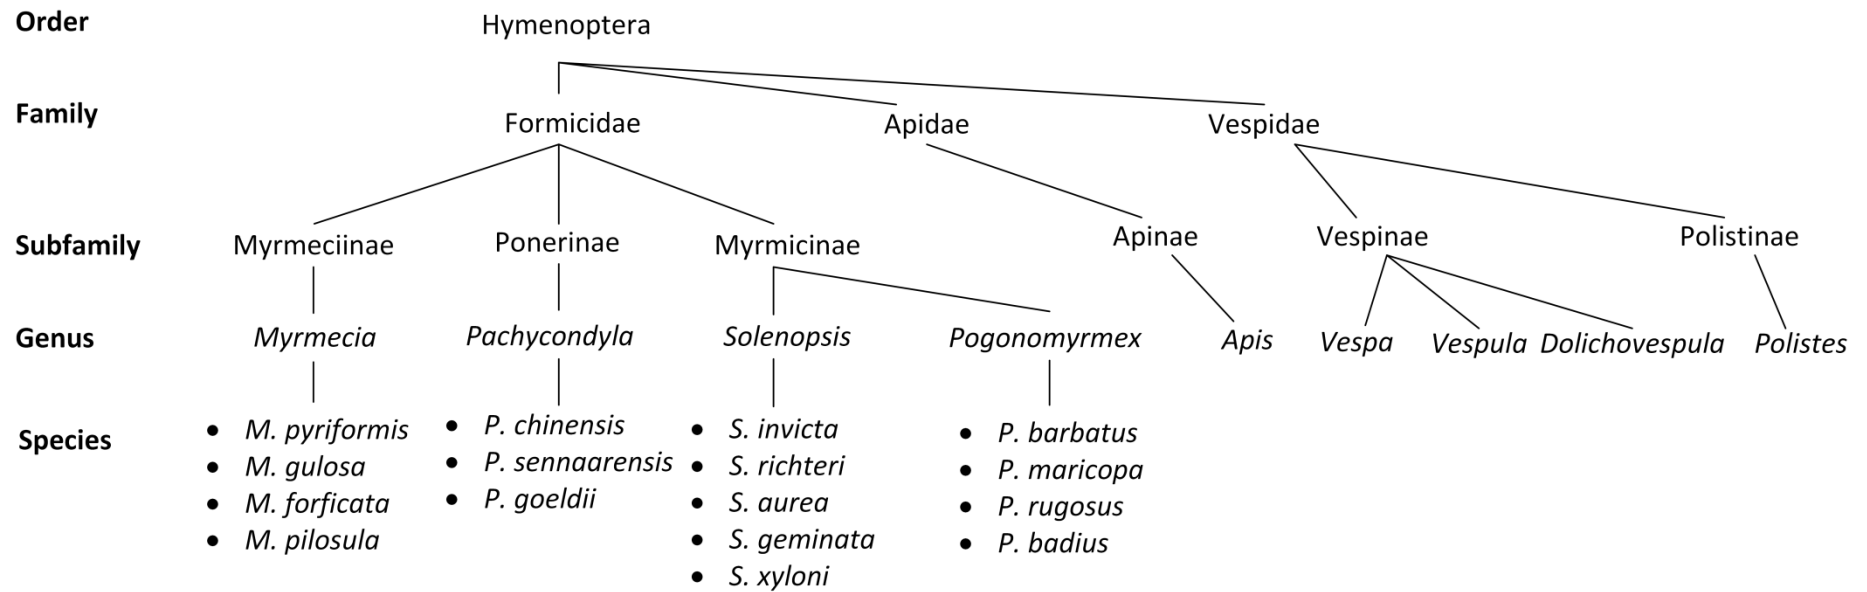 Order
Hymenoptera
Family
Formicidae
Apidae
Vespidae
Subfamily
Myrmeciinae
Ponerinae
Myrmicinae
Apinae
Vespinae
Polistinae
Genus
Myrmecia
Pachycondyla
Solenopsis
Pogonomyrmex
Apis
Vespa
Vespula
Dolichovespula
Polistes
Species
• M. pyriformis
• M. gulosa
• M. forficata
• M. pilosula
• P. chinensis
• P. sennaarensis
• P. goeldii
• S. invicta
• S. richteri
• S. aurea
• S. geminata
• S. xyloni
• P. barbatus
• P. maricopa
• P. rugosus
• P. badius